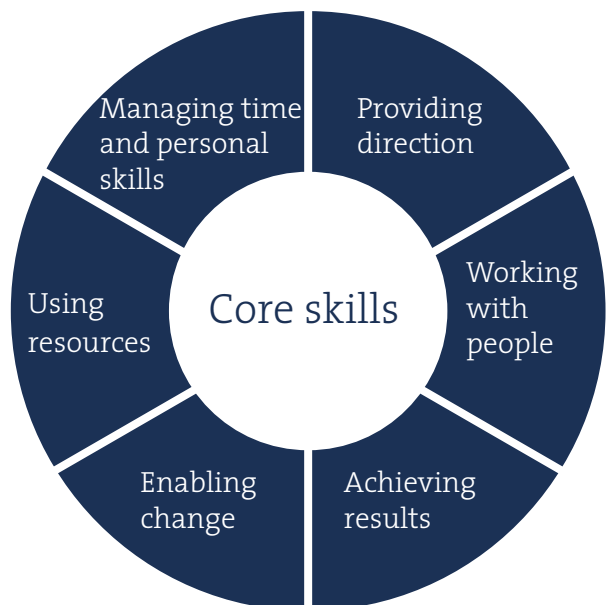 Managing time
and personal
skills
Providing
direction
Working
with
people
Achieving
results
Enabling
change
Using
resources
Core skills